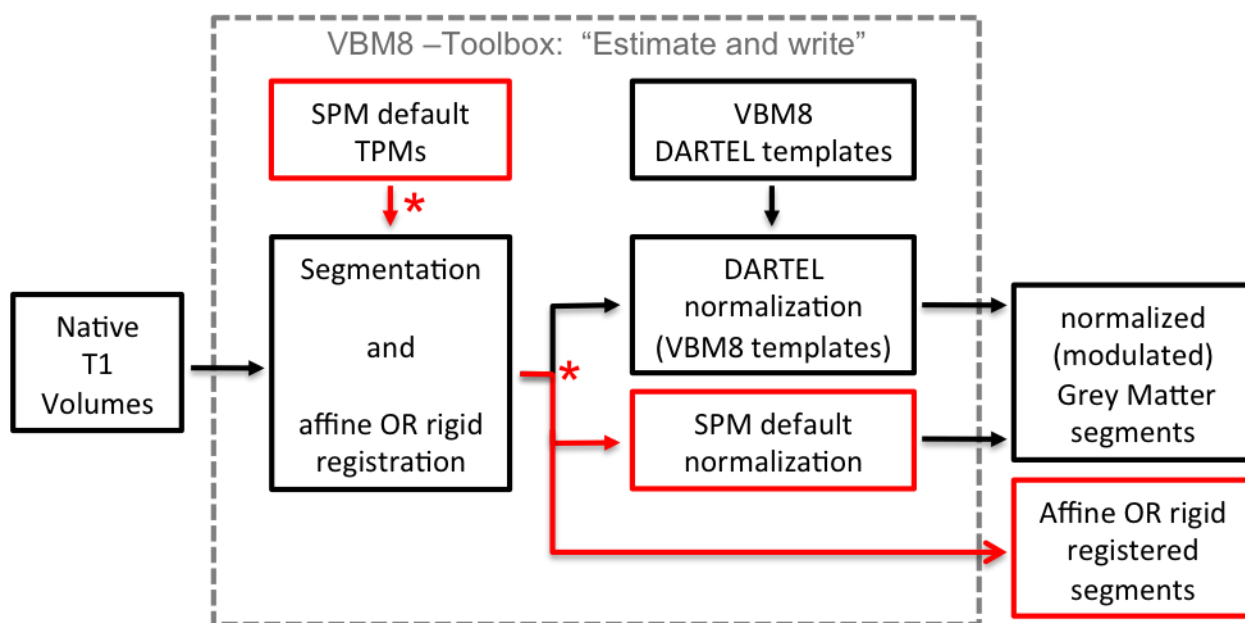 VBM8 –Toolbox: “Estimate and write”
SPM default
TPMs
*
VBM8
DARTEL templates
Native
T1
Volumes
Segmentation
and
affine OR rigid
registration
*
DARTEL
normalization
(VBM8 templates)
SPM default
normalization
normalized
(modulated)
Grey Matter
segments
Affine OR rigid
registered
segments